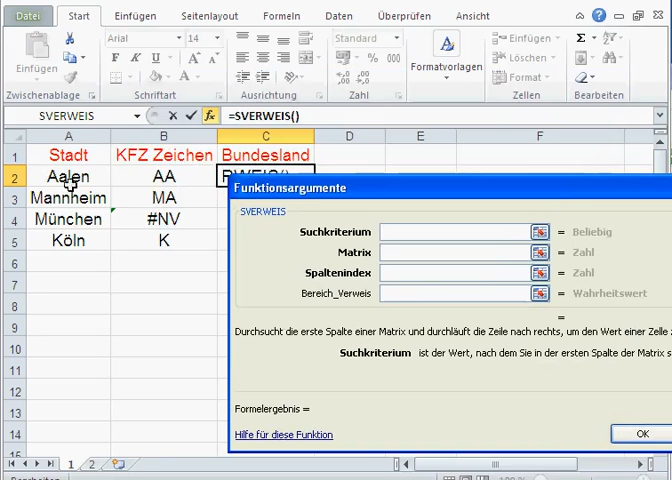 Datei Start Einfügen Seitenlayout Formeln Daten Überprüfen Ansicht
Einfügen
Arial 14
Standard
Formatvorlagen
Einfügen
Löschen
Format
Zwischenablage Schriftart Ausrichtung Zahl Zellen Bearbeiten
SVERWEIS =SVERWEIS()
A B C D E F
1 Stadt KFZ Zeichen Bundesland
2 Aalen AA
3 Mannheim MA
4 München #NV
5 Köln K
6
7
8
9
10
11
12
13
14
15
Funktionsargumente
SVERWEIS
Suchkriterium = Beliebig
Matrix = Zahl
Spaltenindex = Zahl
Bereich_Verweis = Wahrheitswert
=
Durchsucht die erste Spalte einer Matrix und durchläuft die Zeile nach rechts, um den Wert einer Zelle
Suchkriterium ist der Wert, nach dem Sie in der ersten Spalte der Matrix s
Formelergebnis =
Hilfe für diese Funktion
OK
1 2